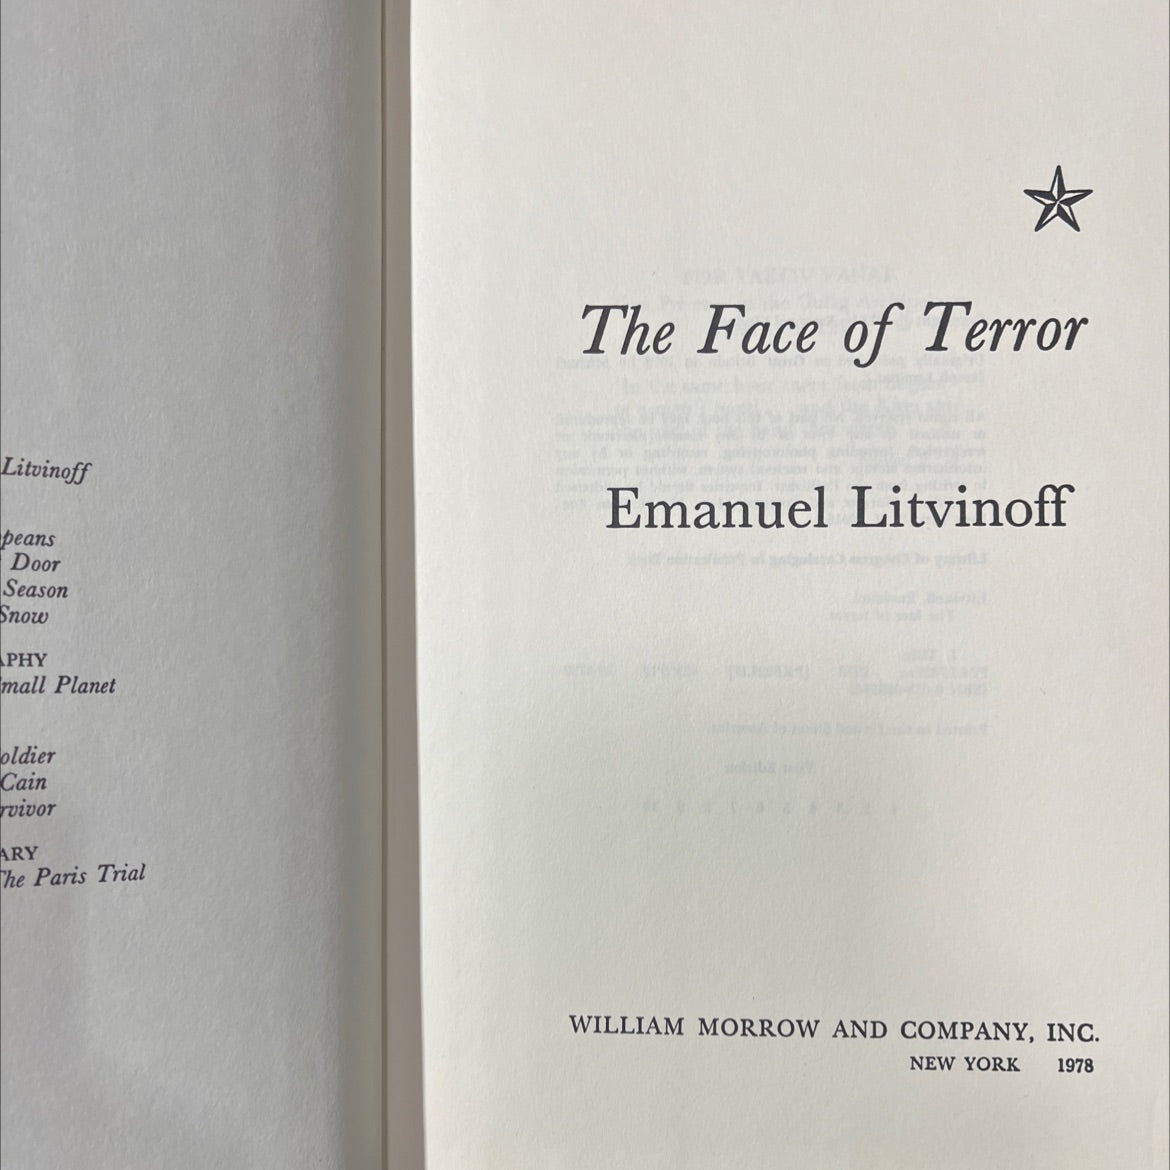 Litvinoff
peans
Door
Season
Snow
APHY
mall Planet
oldier
Cain
rvivor
ARY
The Paris Trial
The Face of Terror
Emanuel Litvinoff
WILLIAM MORROW AND COMPANY, INC.
NEW YORK 1978